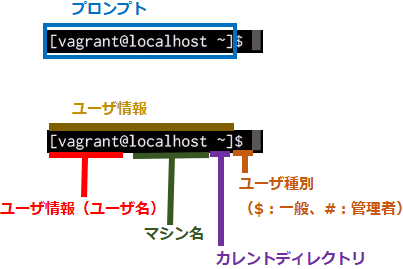 プロンプト
[vagrant@localhost ~]$
ユーザ情報
[vagrant@localhost ~]$
ユーザ情報（ユーザ名）
マシン名
カレントディレクトリ
ユーザ種別
（$：一般、#：管理者）